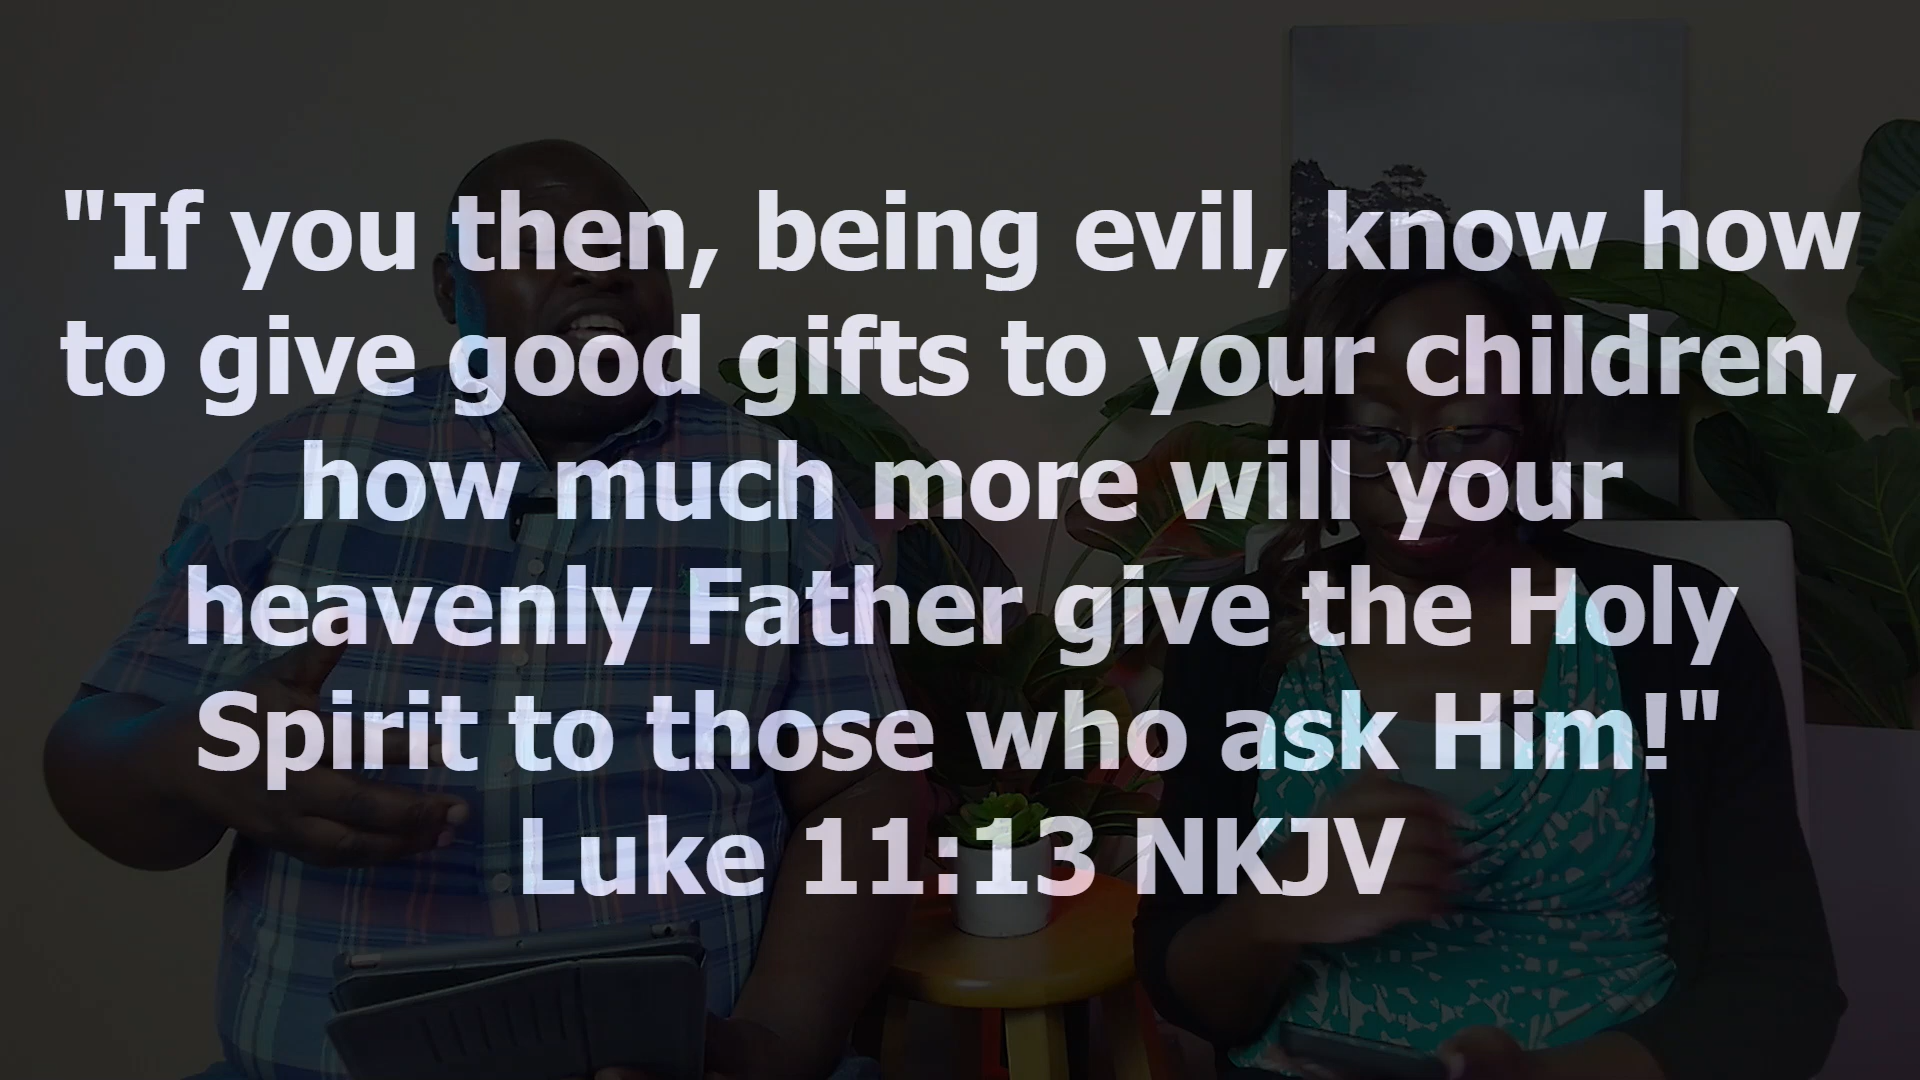 "If you then, being evil, know how
to give good gifts to your children,
how much more will your
heavenly Father give the Holy
Spirit to those who ask Him!"
Luke 11:13 NKJV